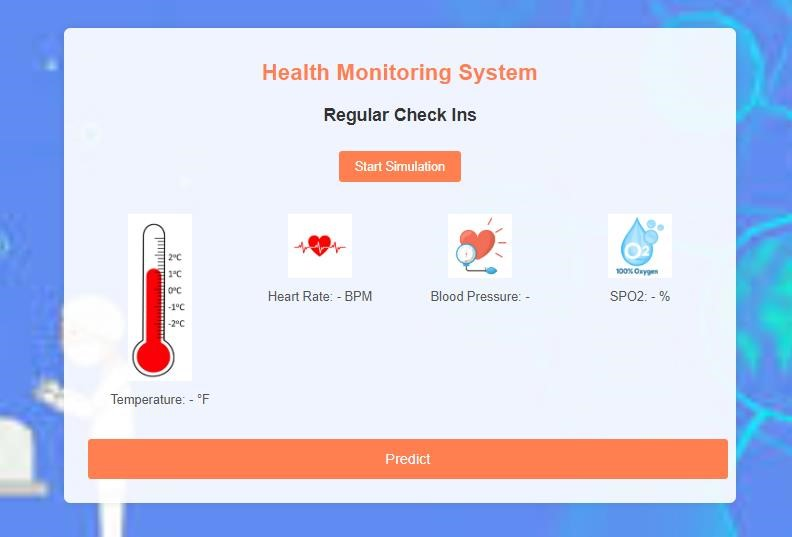 Health Monitoring System
Regular Check Ins
Start Simulation
2°C
1°C
0°C
-1°C
-2°C
Temperature: - °F
Heart Rate: - BPM
Blood Pressure: -
O2
100% Oxygen
SPO2: - %
Predict